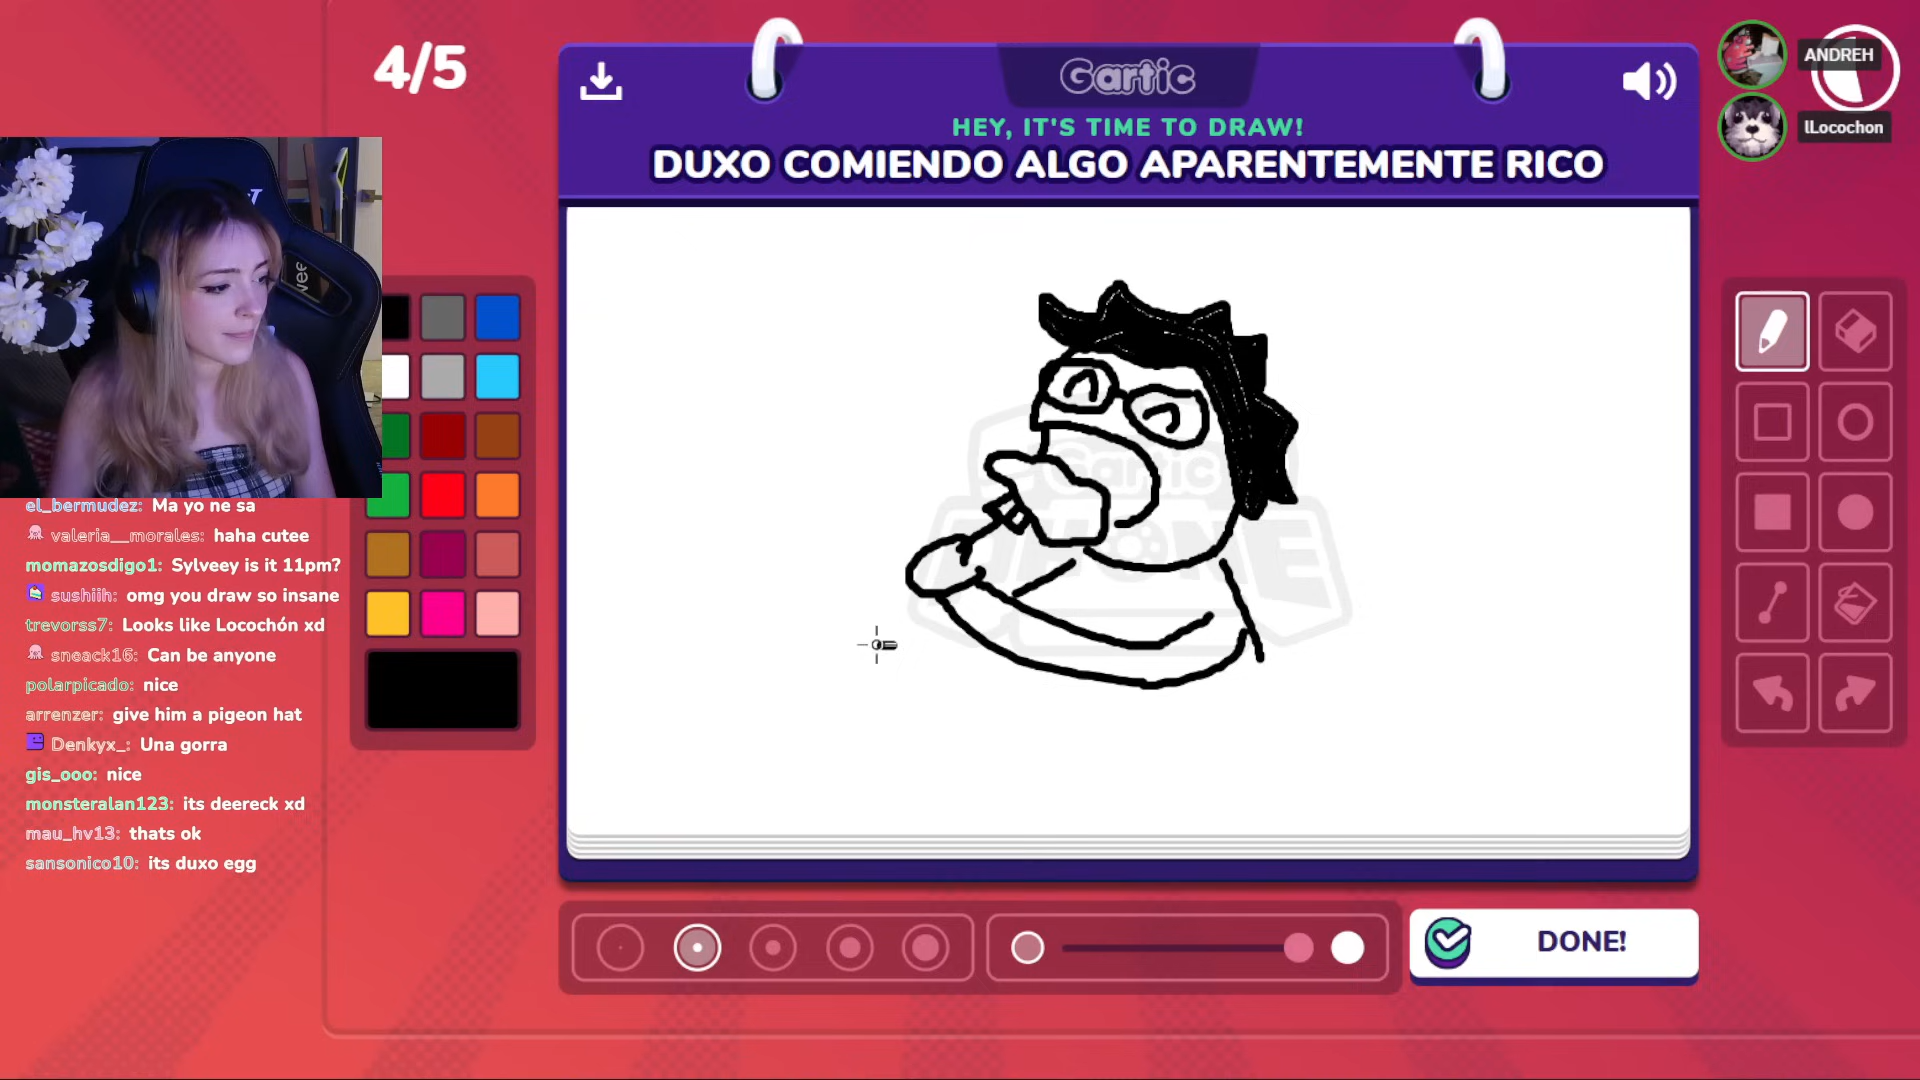 4/5
Gartic
HEY, IT'S TIME TO DRAW!
DUXO COMIENDO ALGO APARENTEMENTE RICO
ANDREH
lLocochon
Gartic
PHONE
el_bermudez: Ma yo ne sa
valeria__morales: haha cutee
momazosdigo1: Sylveey is it 11pm?
sushiih: omg you draw so insane
trevorss7: Looks like Locochón xd
sneack16: Can be anyone
polarpicado: nice
arrenzer: give him a pigeon hat
Denkyx_: Una gorra
gis_ooo: nice
monsteralan123: its deereck xd
mau_hv13: thats ok
sansonico10: its duxo egg
DONE!